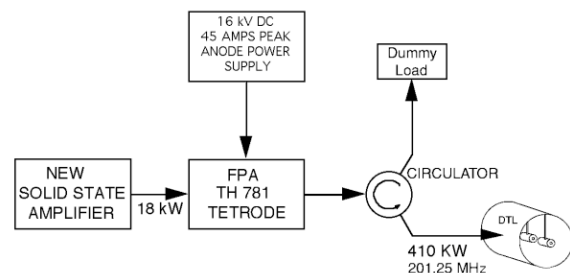 16 kV DC
45 AMPS PEAK
ANODE POWER
SUPPLY
Dummy
Load
NEW
SOLID STATE
AMPLIFIER
18 kW
FPA
TH 781
TETRODE
CIRCULATOR
DTL
410 KW
201.25 MHz